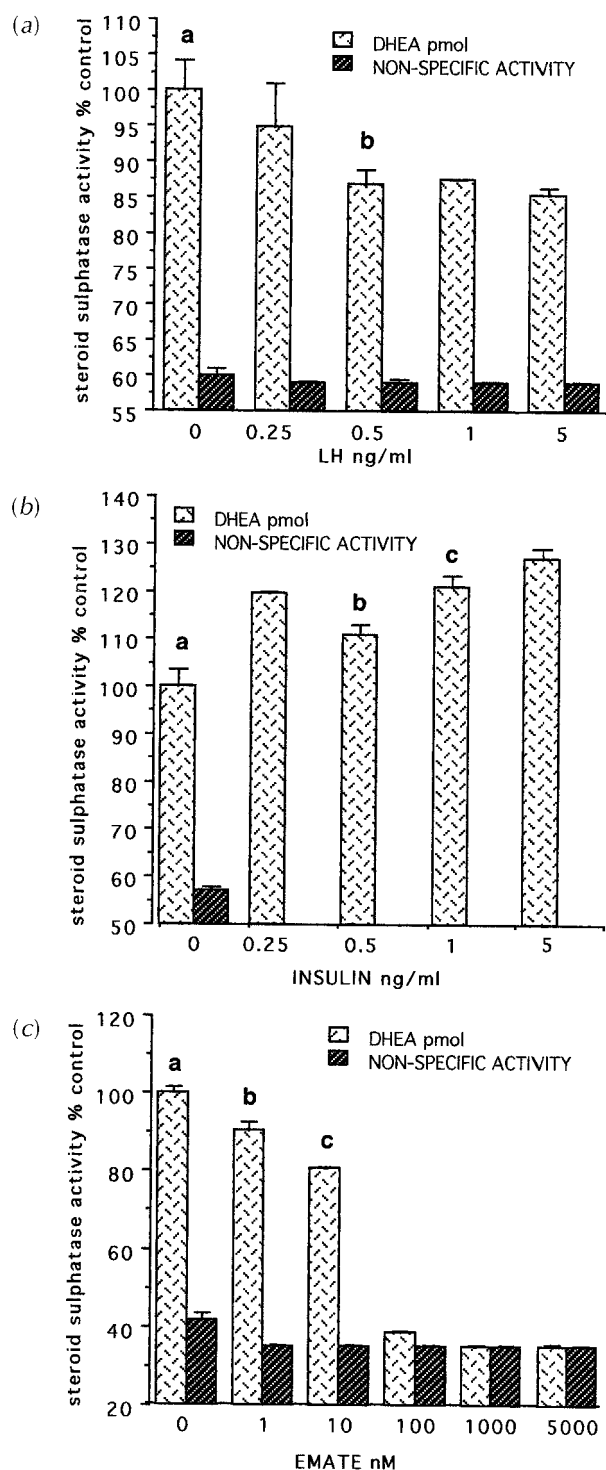 (a)
steroid sulphatase activity % control
110
100
95
90
85
80
75
70
65
60
55
a
b
DHEA pmol
NON-SPECIFIC ACTIVITY
0 0.25 0.5 1 5
LH ng/ml
(b)
steroid sulphatase activity % control
140
130
120
110
100
90
80
70
60
50
DHEA pmol
NON-SPECIFIC ACTIVITY
a
b
c
0 0.25 0.5 1 5
INSULIN ng/ml
(c)
steroid sulphatase activity % control
120
100
80
60
40
20
a
b
c
DHEA pmol
NON-SPECIFIC ACTIVITY
0 1 10 100 1000 5000
EMATE nM